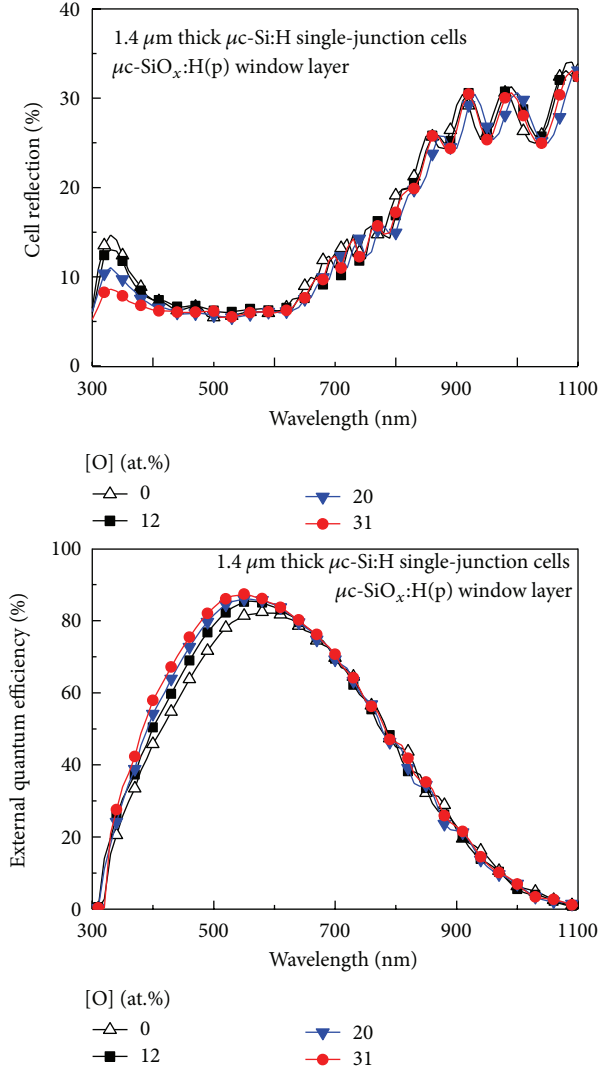 1.4 μm thick μc-Si:H single-junction cells
μc-SiOx:H(p) window layer
Cell reflection (%)
40
30
20
10
0
300 500 700 900 1100
Wavelength (nm)
[O] (at.%)
0 20
12 31
1.4 μm thick μc-Si:H single-junction cells
μc-SiOx:H(p) window layer
External quantum efficiency (%)
100
80
60
40
20
0
300 500 700 900 1100
Wavelength (nm)
[O] (at.%)
0 20
12 31